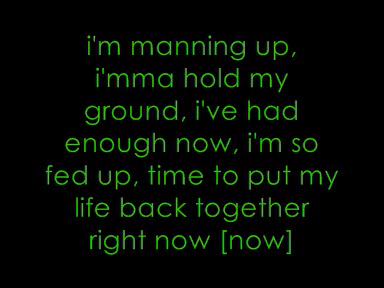 i'm manning up,
i'mma hold my
ground, i've had
enough now, i'm so
fed up, time to put my
life back together
right now [now]